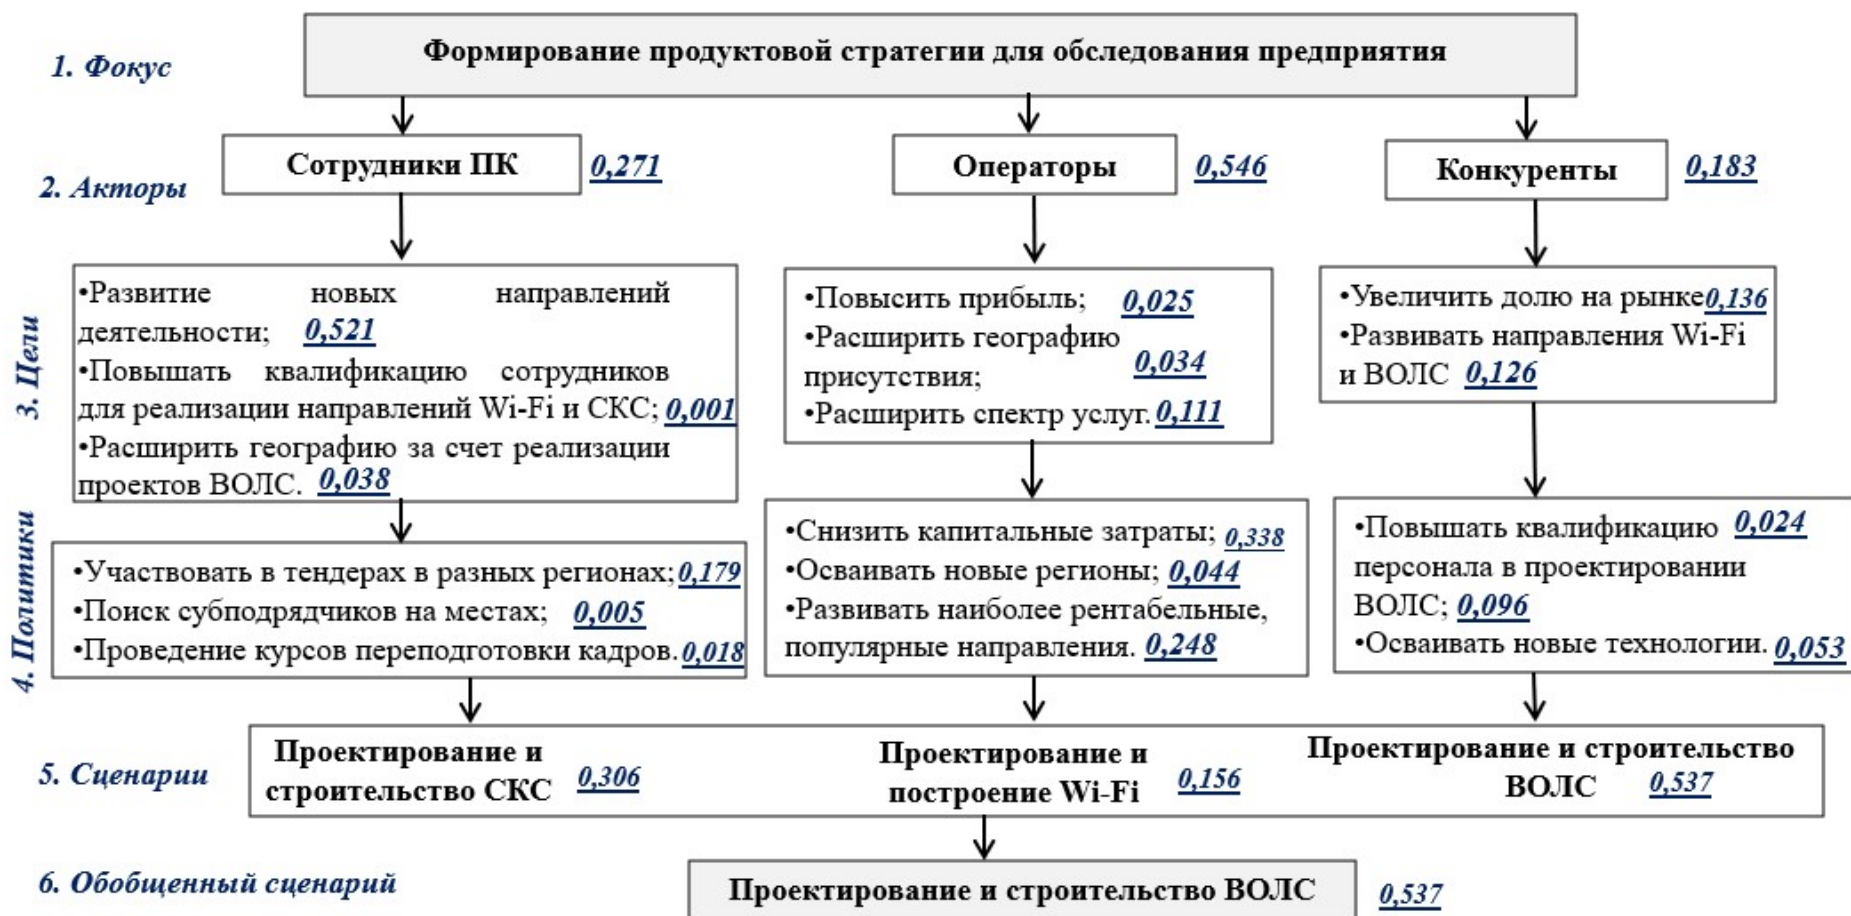 1. Фокус
Формирование продуктовой стратегии для обследования предприятия
2. Акторы
Сотрудники ПК 0,271
Операторы 0,546
Конкуренты 0,183
3. Цели
•Развитие новых направлений
деятельности; 0,521
•Повышать квалификацию сотрудников
для реализации направлений Wi-Fi и СКС; 0,001
•Расширить географию за счет реализации
проектов ВОЛС. 0,038
•Повысить прибыль; 0,025
•Расширить географию 0,034
присутствия;
•Расширить спектр услуг. 0,111
•Увеличить долю на рынке 0,136
•Развивать направления Wi-Fi
и ВОЛС 0,126
4. Политики
•Участвовать в тендерах в разных регионах; 0,179
•Поиск субподрядчиков на местах; 0,005
•Проведение курсов переподготовки кадров. 0,018
•Снизить капитальные затраты; 0,338
•Осваивать новые регионы; 0,044
•Развивать наиболее рентабельные,
популярные направления. 0,248
•Повышать квалификацию 0,024
персонала в проектировании
ВОЛС; 0,096
•Осваивать новые технологии. 0,053
5. Сценарии
Проектирование и
строительство СКС 0,306
Проектирование и
построение Wi-Fi 0,156
Проектирование и строительство
ВОЛС 0,537
6. Обобщенный сценарий
Проектирование и строительство ВОЛС 0,537